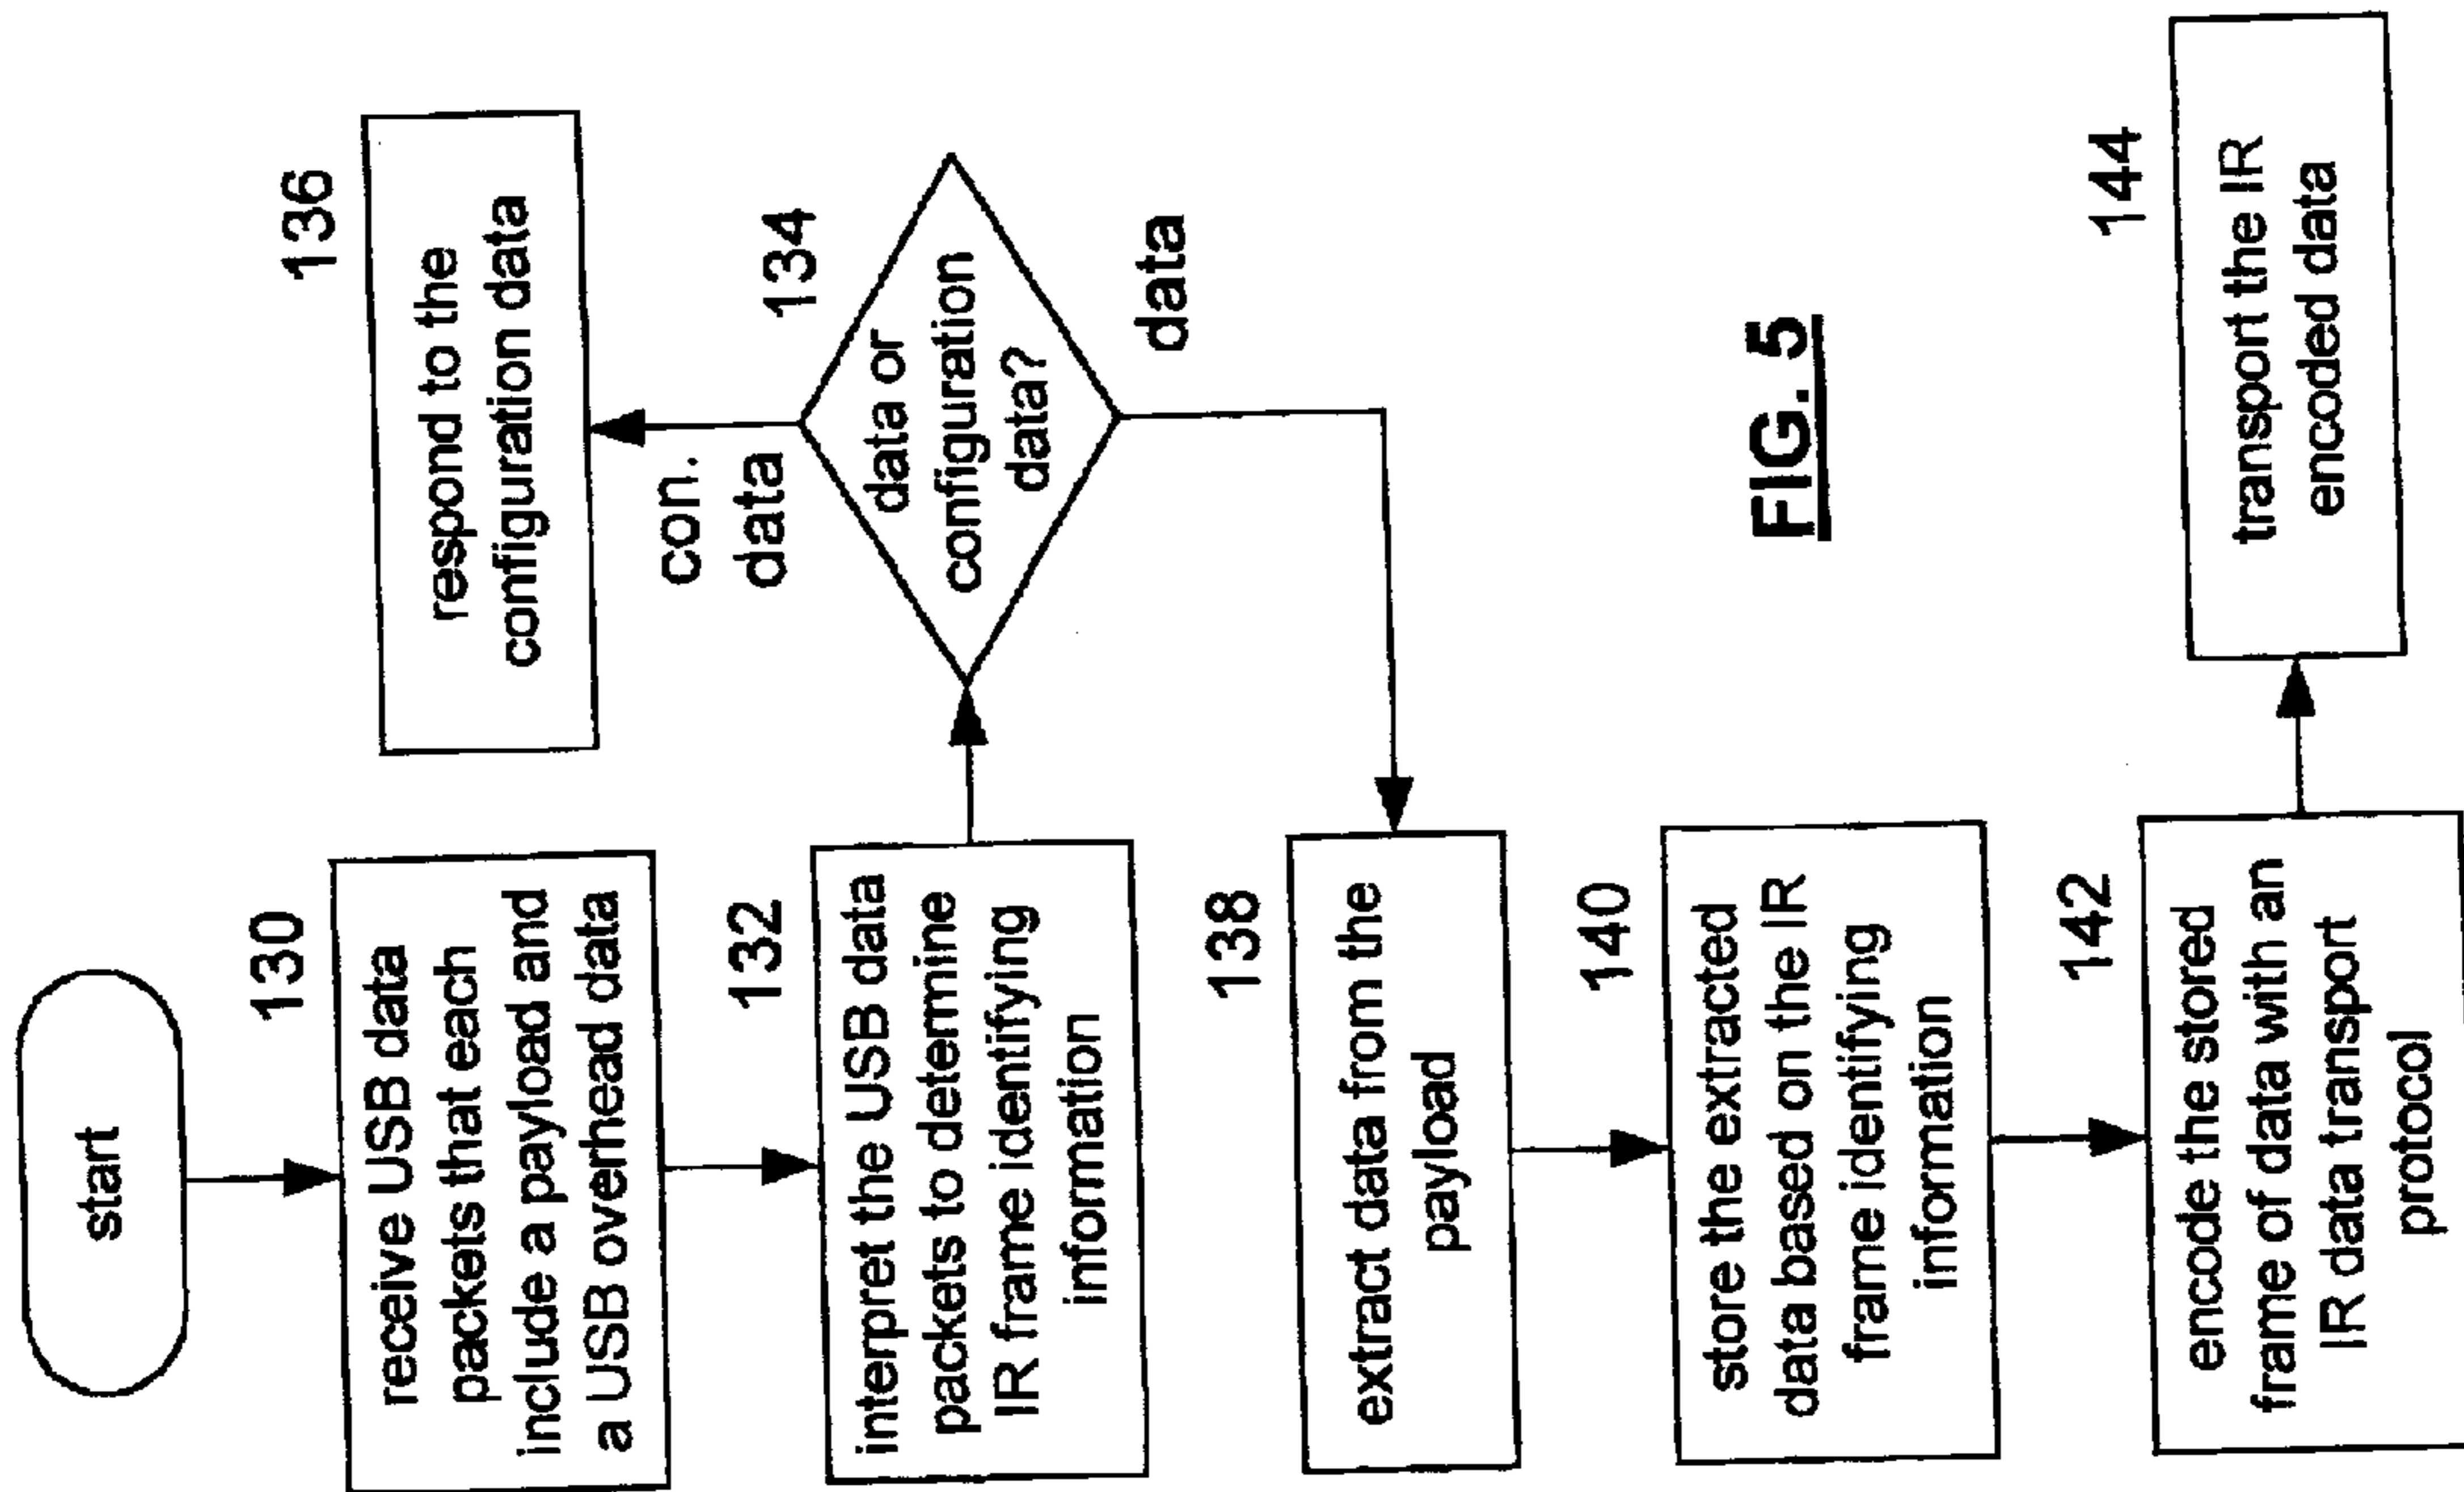 start
130
receive USB data
packets that each
include a payload and
a USB overhead data
132
interpret the USB data
packets to determine
IR frame identifying
information
134
data or
configuration
data?
con.
data
136
respond to the
configuration data
data
138
extract data from the
payload
140
store the extracted
data based on the IR
frame identifying
information
142
encode the stored
frame of data with an
IR data transport
protocol
144
transport the IR
encoded data
FIG. 5